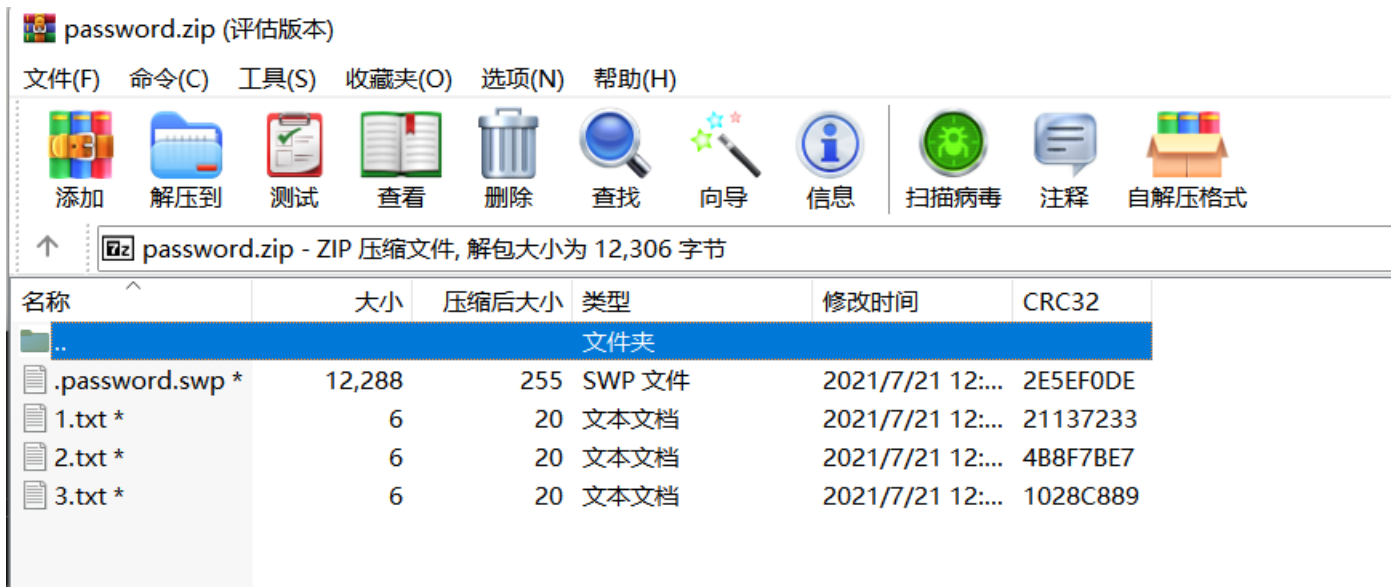 password.zip (评估版本)
文件(F) 命令(C) 工具(S) 收藏夹(O) 选项(N) 帮助(H)
添加 解压到 测试 查看 删除 查找 向导 信息 扫描病毒 注释 自解压格式
password.zip - ZIP 压缩文件, 解包大小为 12,306 字节
名称 大小 压缩后大小 类型 修改时间 CRC32
.. 文件夹
.password.swp * 12,288 255 SWP 文件 2021/7/21 12:... 2E5EF0DE
1.txt * 6 20 文本文档 2021/7/21 12:... 21137233
2.txt * 6 20 文本文档 2021/7/21 12:... 4B8F7BE7
3.txt * 6 20 文本文档 2021/7/21 12:... 1028C889